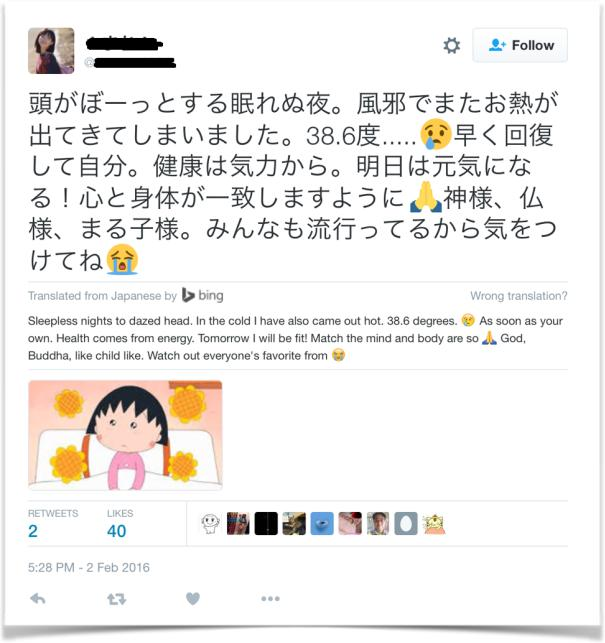 Follow
頭がぼーっとする眠れぬ夜。風邪でまたお熱が
出てきてしまいました。38.6度.....😢早く回復
して自分。健康は気力から。明日は元気にな
る！心と身体が一致しますように🙏神様、仏
様、まる子様。みんなも流行ってるから気をつ
けてね😭
Translated from Japanese by bing
Wrong translation?
Sleepless nights to dazed head. In the cold I have also came out hot. 38.6 degrees. 😢 As soon as your
own. Health comes from energy. Tomorrow I will be fit! Match the mind and body are so 🙏 God,
Buddha, like child like. Watch out everyone's favorite from 😭
RETWEETS LIKES
2 40
5:28 PM - 2 Feb 2016